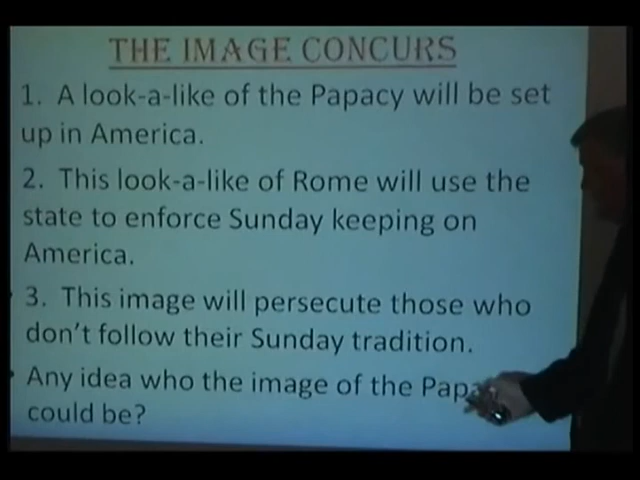 THE IMAGE CONCURS
1. A look-a-like of the Papacy will be set
up in America.
2. This look-a-like of Rome will use the
state to enforce Sunday keeping on
America.
3. This image will persecute those who
don't follow their Sunday tradition.
Any idea who the image of the
could be?